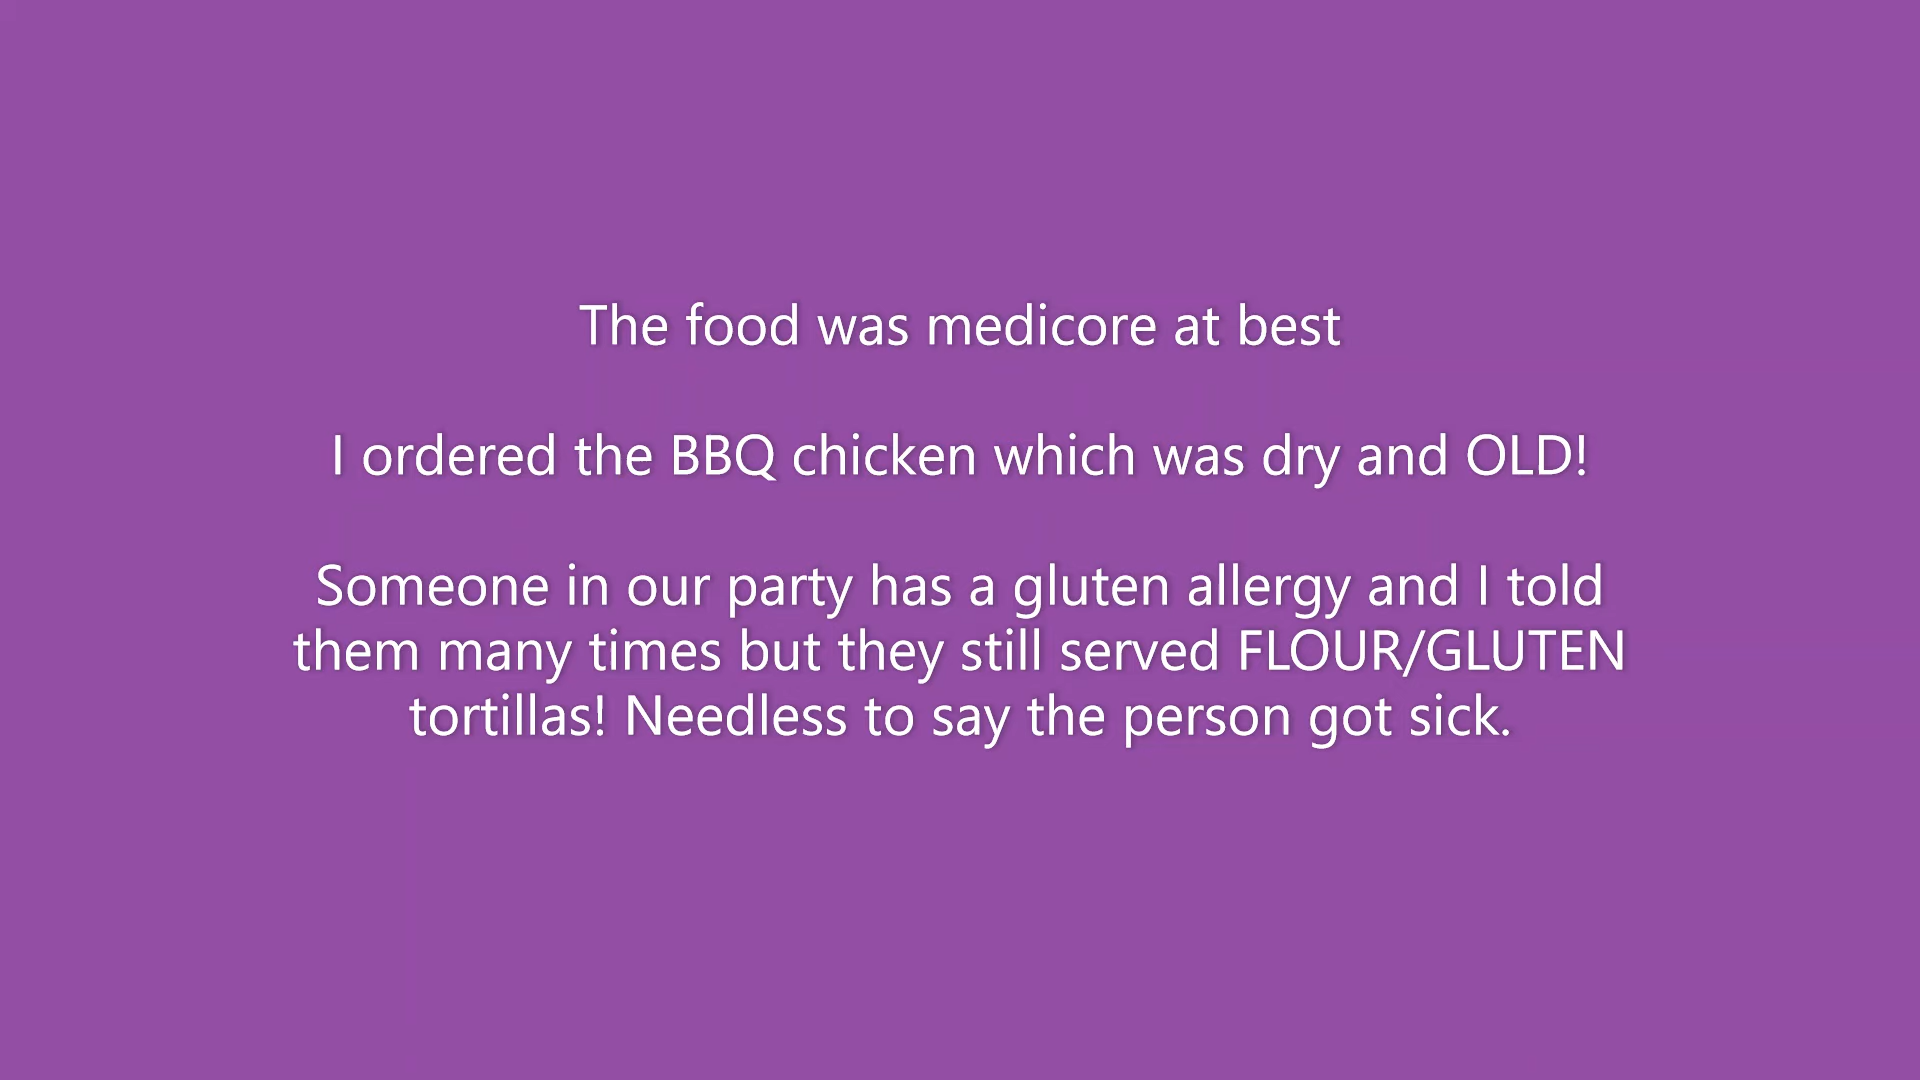 The food was medicore at best
I ordered the BBQ chicken which was dry and OLD!
Someone in our party has a gluten allergy and I told
them many times but they still served FLOUR/GLUTEN
tortillas! Needless to say the person got sick.